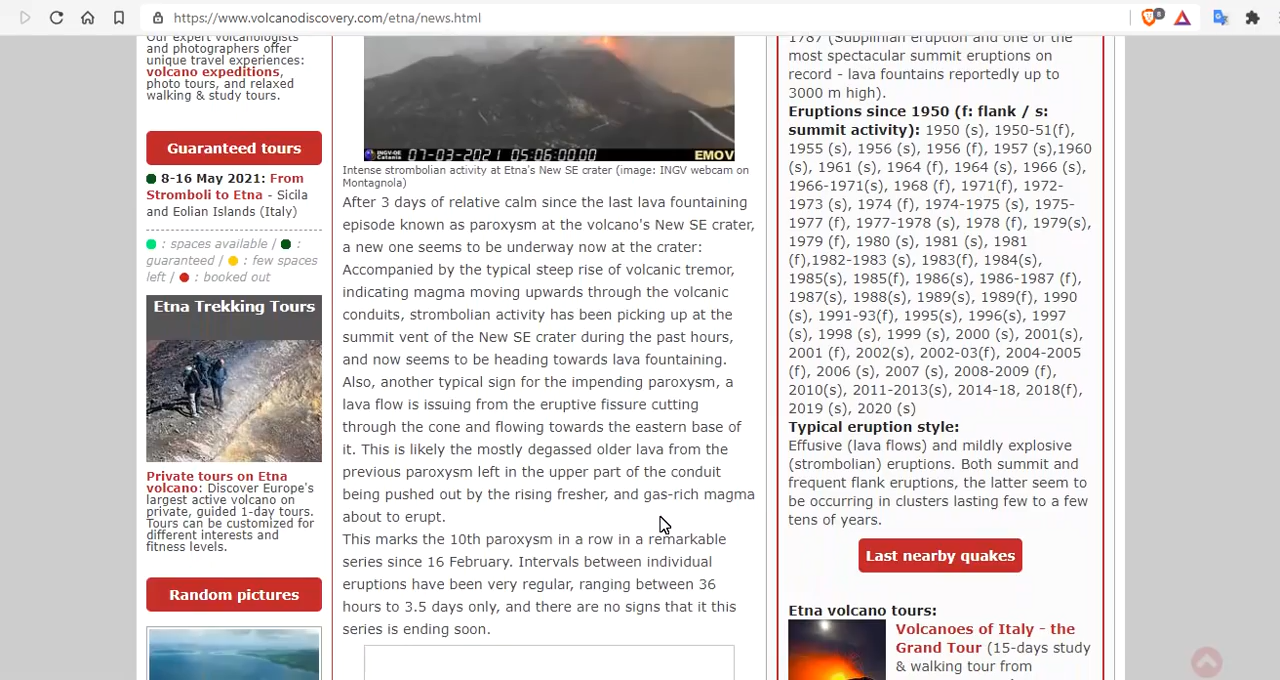 https://www.volcanodiscovery.com/etna/news.html
8
Our expert volcanologists
and photographers offer
unique travel experiences:
volcano expeditions,
photo tours, and relaxed
walking & study tours.
Guaranteed tours
8-16 May 2021: From
Stromboli to Etna - Sicila
and Eolian Islands (Italy)
: spaces available / :
guaranteed / : few spaces
left / : booked out
Etna Trekking Tours
Private tours on Etna
volcano: Discover Europe's
largest active volcano on
private, guided 1-day tours.
Tours can be customized for
different interests and
fitness levels.
Random pictures
INGV-OE
Catania
07-03-2021 05:06:0000.00
EMOV
Intense strombolian activity at Etna's New SE crater (image: INGV webcam on
Montagnola)
After 3 days of relative calm since the last lava fountaining
episode known as paroxysm at the volcano's New SE crater,
a new one seems to be underway now at the crater:
Accompanied by the typical steep rise of volcanic tremor,
indicating magma moving upwards through the volcanic
conduits, strombolian activity has been picking up at the
summit vent of the New SE crater during the past hours,
and now seems to be heading towards lava fountaining.
Also, another typical sign for the impending paroxysm, a
lava flow is issuing from the eruptive fissure cutting
through the cone and flowing towards the eastern base of
it. This is likely the mostly degassed older lava from the
previous paroxysm left in the upper part of the conduit
being pushed out by the rising fresher, and gas-rich magma
about to erupt.
This marks the 10th paroxysm in a row in a remarkable
series since 16 February. Intervals between individual
eruptions have been very regular, ranging between 36
hours to 3.5 days only, and there are no signs that it this
series is ending soon.
1787 (Subplinian eruption and one of the
most spectacular summit eruptions on
record - lava fountains reportedly up to
3000 m high).
Eruptions since 1950 (f: flank / s:
summit activity): 1950 (s), 1950-51(f),
1955 (s), 1956 (s), 1956 (f), 1957 (s),1960
(s), 1961 (s), 1964 (f), 1964 (s), 1966 (s),
1966-1971(s), 1968 (f), 1971(f), 1972-
1973 (s), 1974 (f), 1974-1975 (s), 1975-
1977 (f), 1977-1978 (s), 1978 (f), 1979(s),
1979 (f), 1980 (s), 1981 (s), 1981
(f),1982-1983 (s), 1983(f), 1984(s),
1985(s), 1985(f), 1986(s), 1986-1987 (f),
1987(s), 1988(s), 1989(s), 1989(f), 1990
(s), 1991-93(f), 1995(s), 1996(s), 1997
(s), 1998 (s), 1999 (s), 2000 (s), 2001(s),
2001 (f), 2002(s), 2002-03(f), 2004-2005
(f), 2006 (s), 2007(s), 2008-2009 (f),
2010(s), 2011-2013(s), 2014-18, 2018(f),
2019 (s), 2020 (s)
Typical eruption style:
Effusive (lava flows) and mildly explosive
(strombolian) eruptions. Both summit and
frequent flank eruptions, the latter seem to
be occurring in clusters lasting few to a few
tens of years.
Last nearby quakes
Etna volcano tours:
Volcanoes of Italy - the
Grand Tour (15-days study
& walking tour from